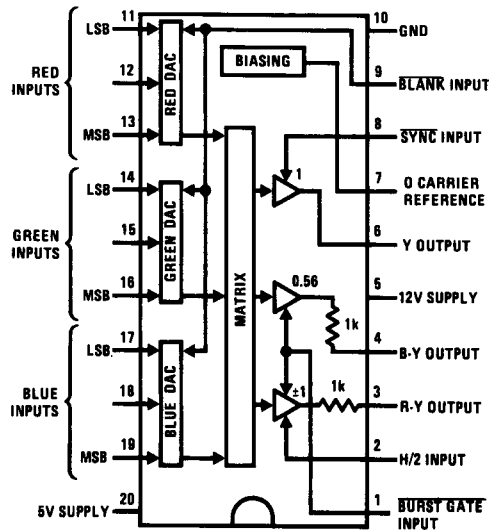 RED
INPUTS
LSB
11
12
MSB
13
RED DAC
GREEN
INPUTS
LSB
14
15
MSB
16
GREEN DAC
BLUE
INPUTS
LSB
17
18
MSB
19
BLUE DAC
5V SUPPLY
20
BIASING
MATRIX
1
0.56
1k
±1
1k
10
GND
9
BLANK INPUT
8
SYNC INPUT
7
O CARRIER
REFERENCE
6
Y OUTPUT
5
12V SUPPLY
4
B-Y OUTPUT
3
R-Y OUTPUT
2
H/2 INPUT
1
BURST GATE
INPUT